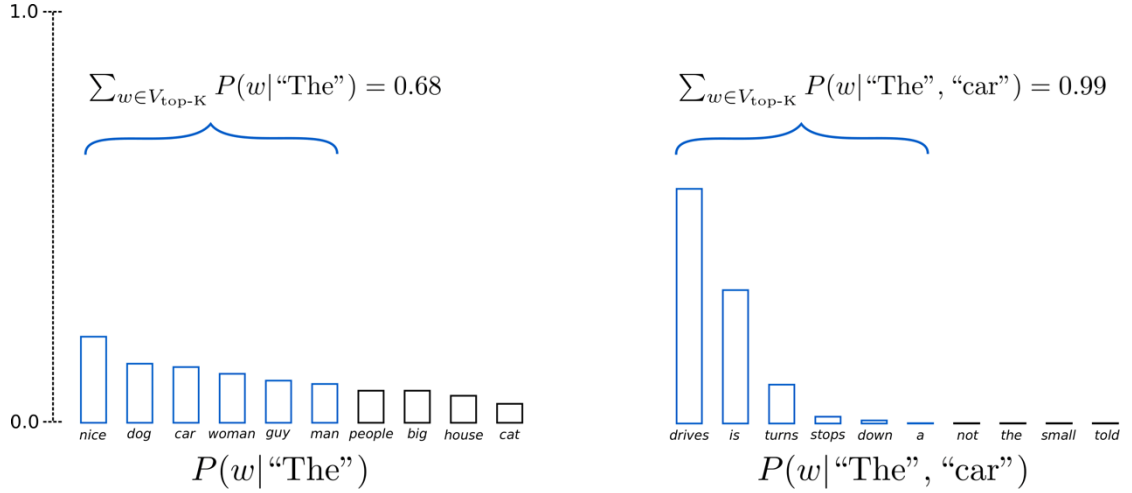 1.0
∑w∈Vtop-K P(w|“The”) = 0.68
∑w∈Vtop-K P(w|“The”, “car”) = 0.99
0.0
nice dog car woman guy man people big house cat
drives is turns stops down a not the small told
P(w|“The”)
P(w|“The”, “car”)